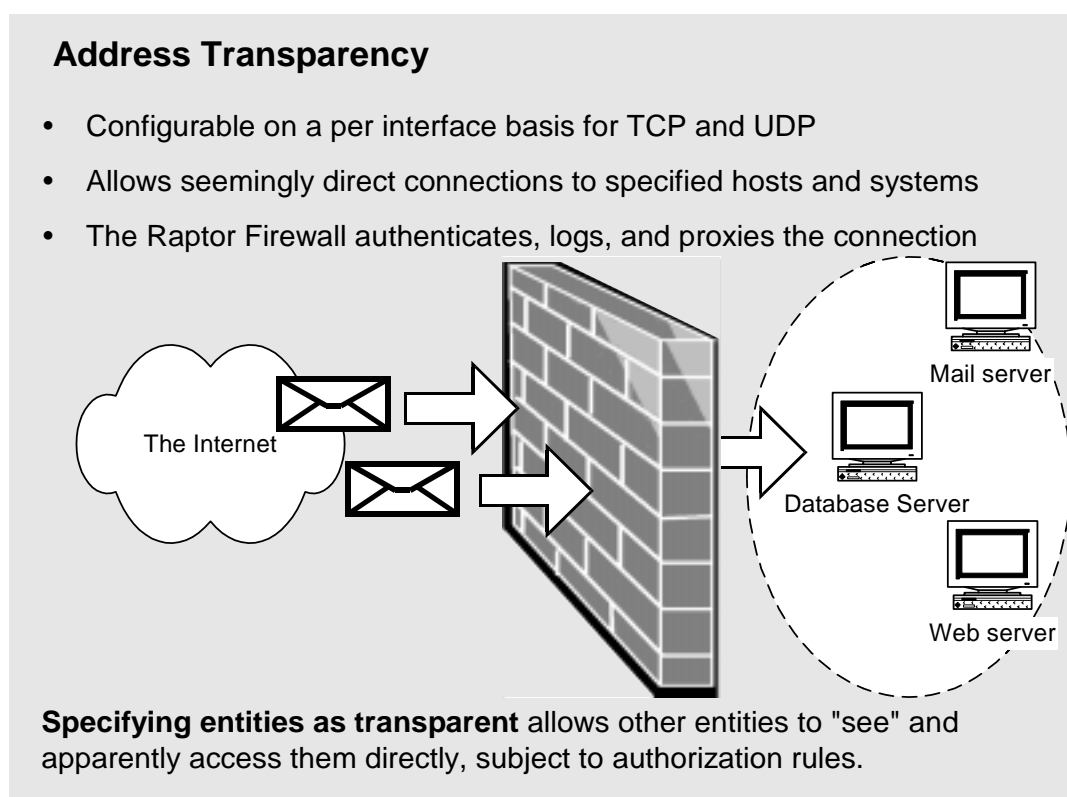 Address Transparency
• Configurable on a per interface basis for TCP and UDP
• Allows seemingly direct connections to specified hosts and systems
• The Raptor Firewall authenticates, logs, and proxies the connection
Mail server
The Internet
Database Server
Web server
Specifying entities as transparent allows other entities to "see" and
apparently access them directly, subject to authorization rules.